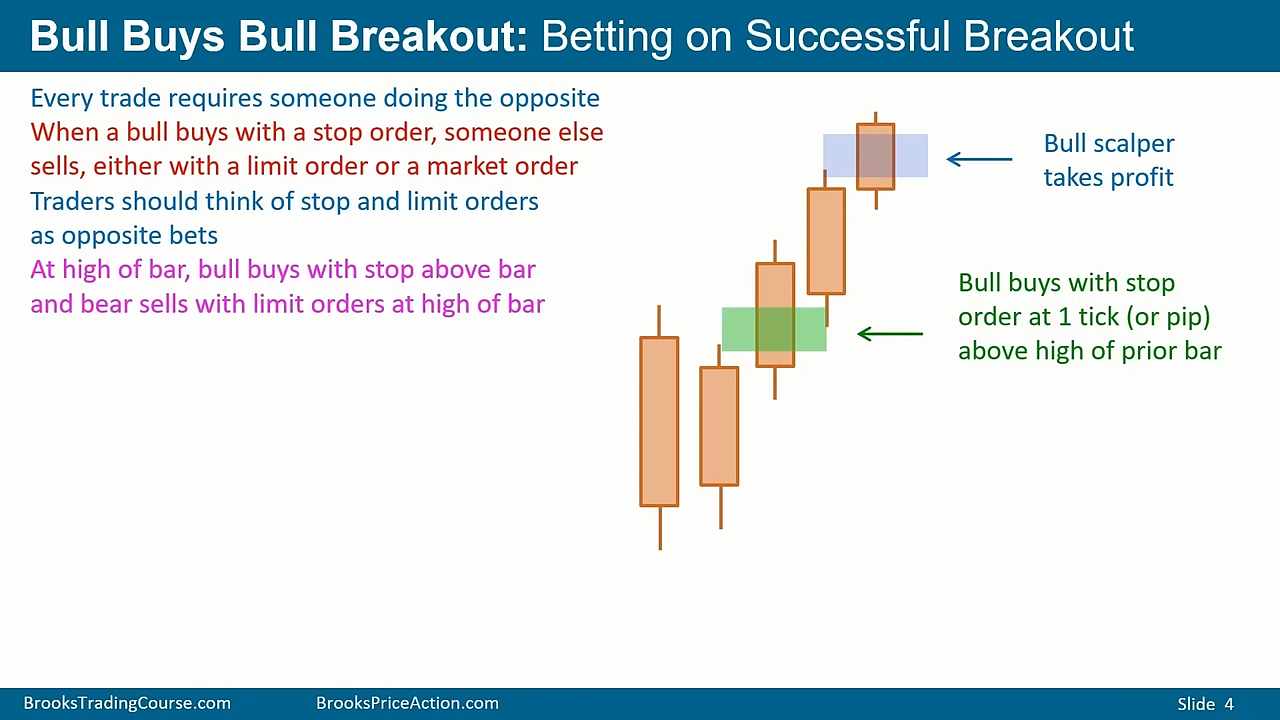 Bull Buys Bull Breakout: Betting on Successful Breakout
Every trade requires someone doing the opposite
When a bull buys with a stop order, someone else
sells, either with a limit order or a market order
Traders should think of stop and limit orders
as opposite bets
At high of bar, bull buys with stop above bar
and bear sells with limit orders at high of bar
Bull scalper
takes profit
Bull buys with stop
order at 1 tick (or pip)
above high of prior bar
BrooksTradingCourse.com
BrooksPriceAction.com
Slide 4